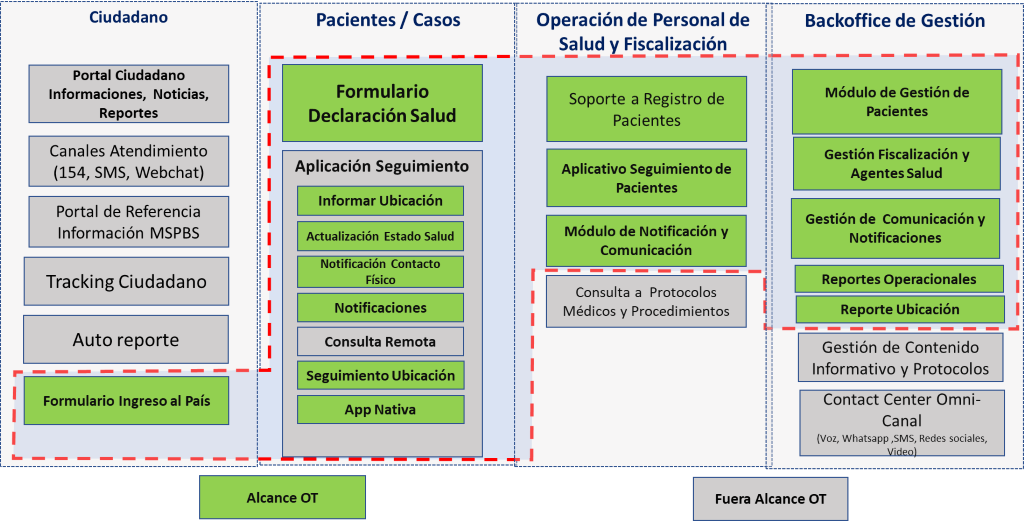 Ciudadano
Portal Ciudadano
Informaciones, Noticias,
Reportes
Canales Atendimiento
(154, SMS, Webchat)
Portal de Referencia
Información MSPBS
Tracking Ciudadano
Auto reporte
Formulario Ingreso al País
Pacientes / Casos
Formulario
Declaración Salud
Aplicación Seguimiento
Informar Ubicación
Actualización Estado Salud
Notificación Contacto
Físico
Notificaciones
Consulta Remota
Seguimiento Ubicación
App Nativa
Operación de Personal de
Salud y Fiscalización
Soporte a Registro de
Pacientes
Aplicativo Seguimiento de
Pacientes
Módulo de Notificación y
Comunicación
Consulta a Protocolos
Médicos y Procedimientos
Backoffice de Gestión
Módulo de Gestión de
Pacientes
Gestión Fiscalización y
Agentes Salud
Gestión de Comunicación y
Notificaciones
Reportes Operacionales
Reporte Ubicación
Gestión de Contenido
Informativo y Protocolos
Contact Center Omni-
Canal
(Voz, Whatsapp ,SMS, Redes sociales,
Video)
Alcance OT
Fuera Alcance OT